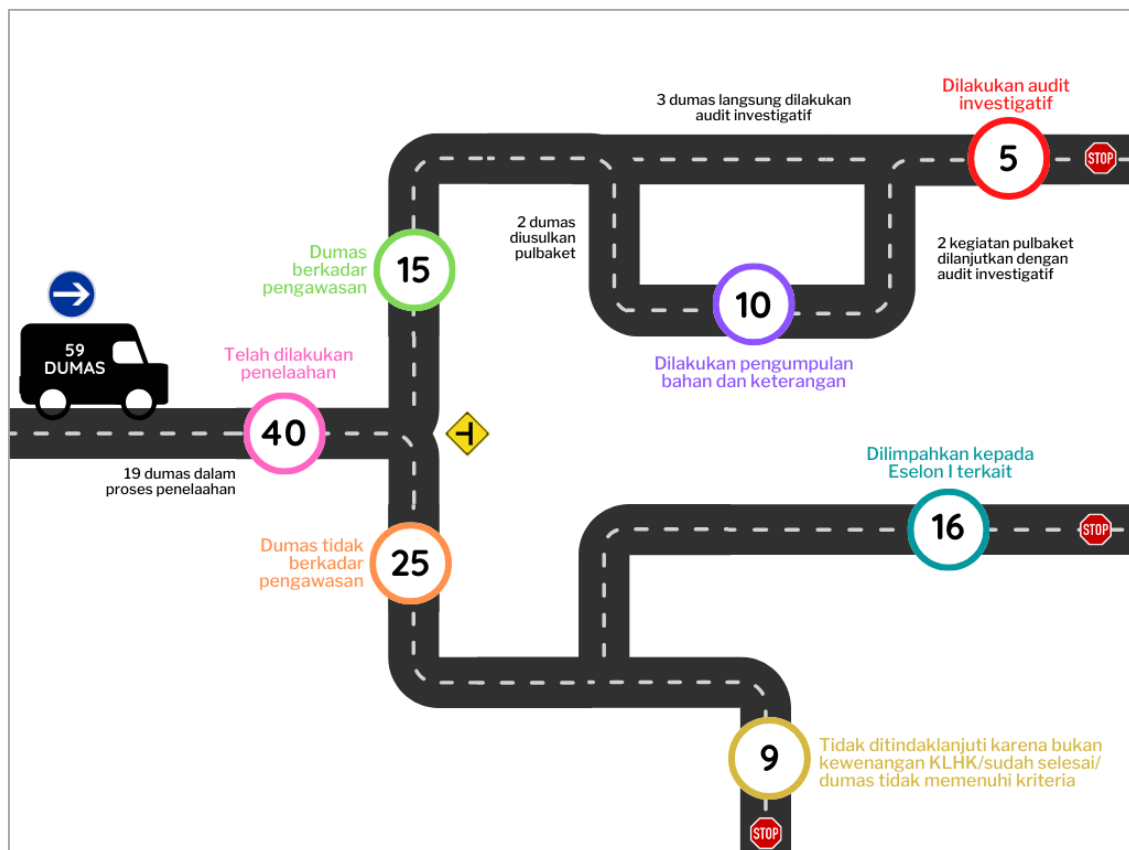 Dilakukan audit
investigatif
3 dumas langsung dilakukan
audit investigatif
5
STOP
2 dumas
diusulkan
pulbaket
2 kegiatan pulbaket
dilanjutkan dengan
audit investigatif
Dumas
berkadar
pengawasan
15
10
Dilakukan pengumpulan
bahan dan keterangan
59
DUMAS
Telah dilakukan
penelaahan
40
19 dumas dalam
proses penelaahan
Dilimpahkan kepada
Eselon I terkait
16
STOP
Dumas tidak
berkadar
pengawasan
25
9
Tidak ditindaklanjuti karena bukan
kewenangan KLHK/sudah selesai/
dumas tidak memenuhi kriteria
STOP